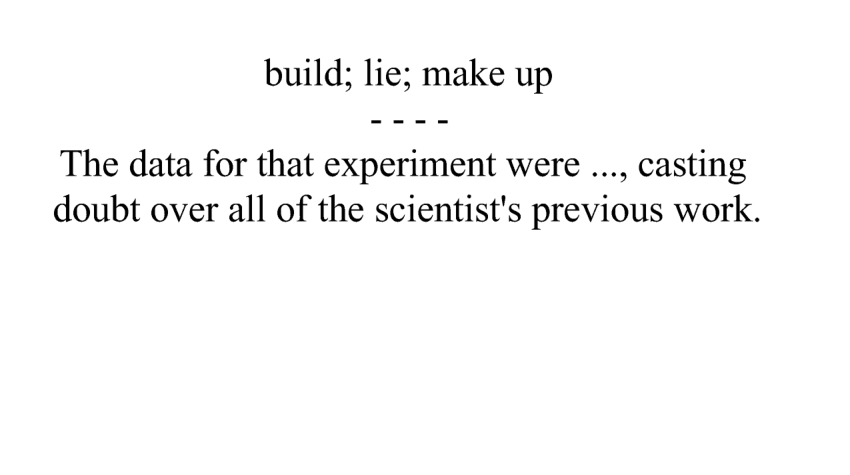 build; lie; make up
- - - -
The data for that experiment were ..., casting
doubt over all of the scientist's previous work.